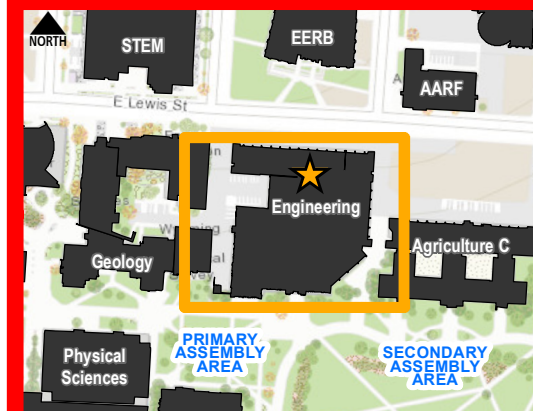 NORTH
STEM
EERB
AARF
E Lewis St
Engineering
Agriculture C
Geology
PRIMARY
ASSEMBLY
AREA
SECONDARY
ASSEMBLY
AREA
Physical
Sciences